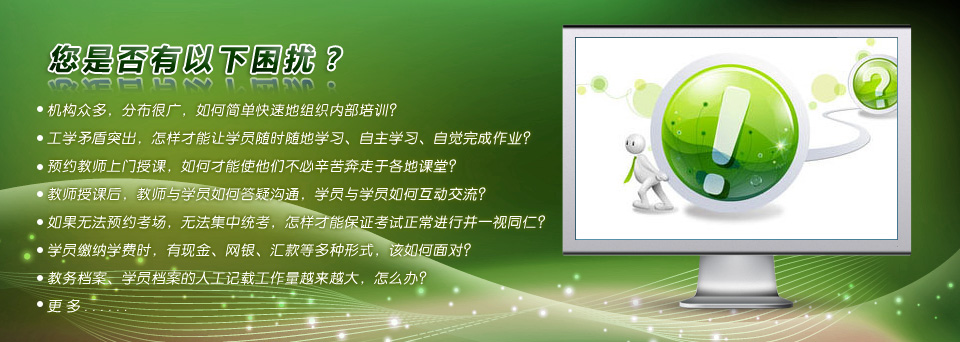 您是否有以下困扰？
• 机构众多，分布很广，如何简单快速地组织内部培训？
• 工学矛盾突出，怎样才能让学员随时随地学习、自主学习、自觉完成作业？
• 预约教师上门授课，如何才能使他们不必辛苦奔走于各地课堂？
• 教师授课后，教师与学员如何答疑沟通，学员与学员如何互动交流？
• 如果无法预约考场，无法集中统考，怎样才能保证考试正常进行并一视同仁？
• 学员缴纳学费时，有现金、网银、汇款等多种形式，该如何面对？
• 教务档案、学员档案的人工记载工作量越来越大，怎么办？
• 更 多 . . . . . .
! ?